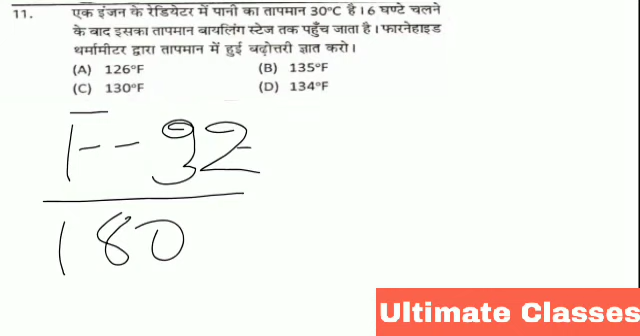 11. एक इंजन के रेडियेटर में पानी का तापमान 30°C है। 6 घण्टे चलने
के बाद इसका तापमान बायलिंग स्टेज तक पहुँच जाता है। फारनेहाइड
थर्मामीटर द्वारा तापमान में हुई बढ़ोत्तरी ज्ञात करो।
(A) 126°F (B) 135°F
(C) 130°F (D) 134°F
F - 32
180
Ultimate Classes